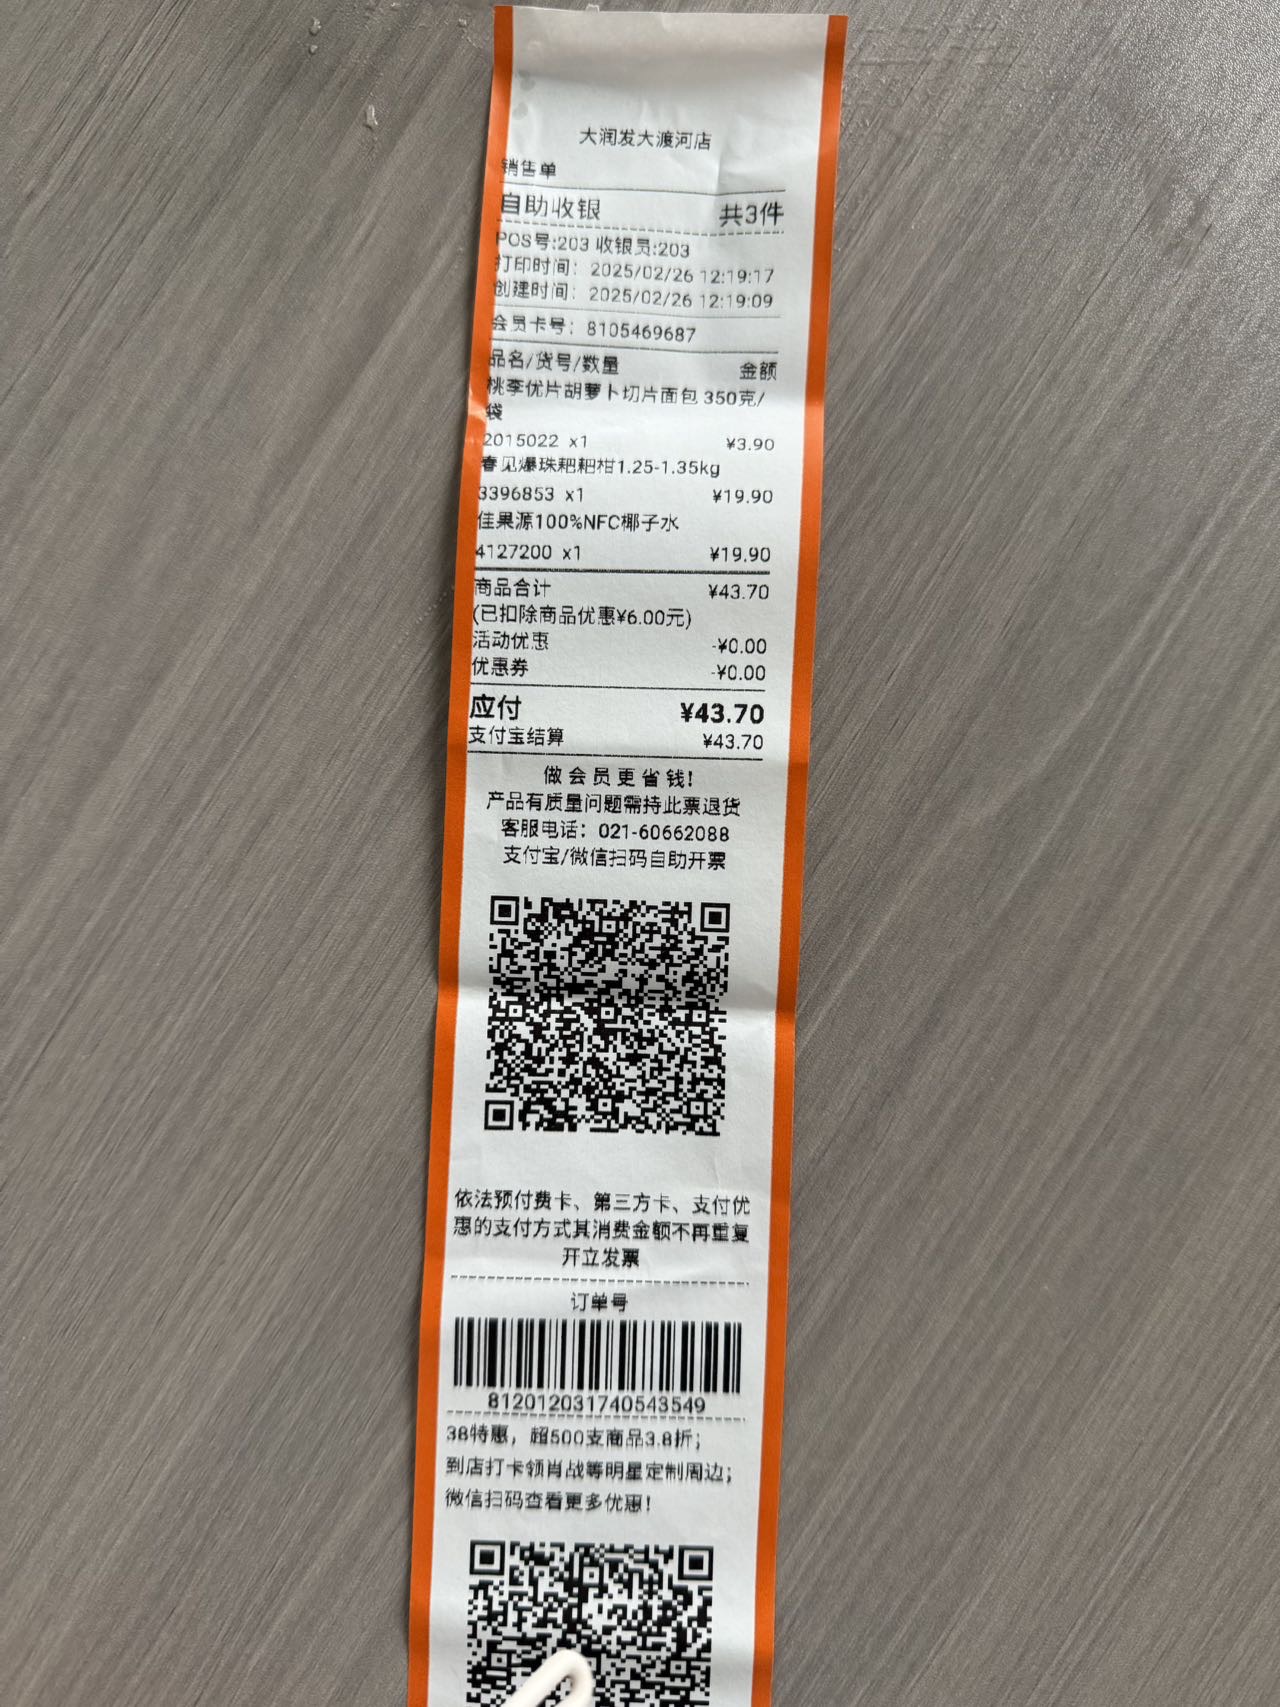 大润发大渡河店
销售单
自助收银 共3件
POS号:203 收银员:203
打印时间：2025/02/26 12:19:17
创建时间：2025/02/26 12:19:09
会员卡号：8105469687
品名/货号/数量 金额
桃李优片胡萝卜切片面包 350克/
袋
2015022 x1 ¥3.90
春见爆珠耙耙柑1.25-1.35kg
3396853 x1 ¥19.90
佳果源100%NFC椰子水
4127200 x1 ¥19.90
商品合计 ¥43.70
(已扣除商品优惠¥6.00元)
活动优惠 -¥0.00
优惠券 -¥0.00
应付 ¥43.70
支付宝结算 ¥43.70
做会员更省钱!
产品有质量问题需持此票退货
客服电话：021-60662088
支付宝/微信扫码自助开票
依法预付费卡、第三方卡、支付优
惠的支付方式其消费金额不再重复
开立发票
订单号
812012031740543549
38特惠，超500支商品3.8折；
到店打卡领肖战等明星定制周边；
微信扫码查看更多优惠！